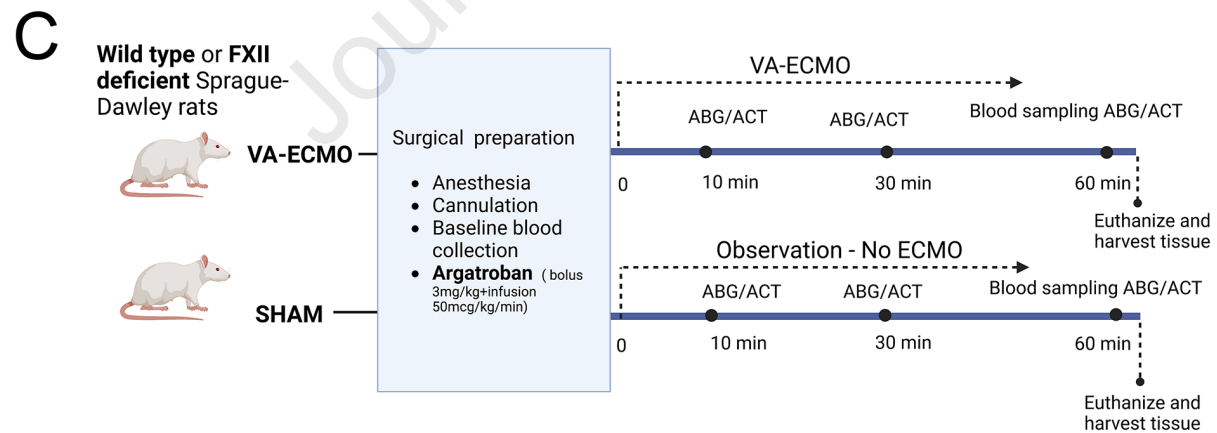 C
Wild type or FXII
deficient Sprague-
Dawley rats
Jour
VA-ECMO
SHAM
Surgical preparation
• Anesthesia
• Cannulation
• Baseline blood
collection
• Argatroban ( bolus
3mg/kg+infusion
50mcg/kg/min)
VA-ECMO
ABG/ACT
ABG/ACT
Blood sampling ABG/ACT
0
10 min
30 min
60 min
Euthanize and
harvest tissue
Observation - No ECMO
ABG/ACT
ABG/ACT
Blood sampling ABG/ACT
0
10 min
30 min
60 min
Euthanize and
harvest tissue